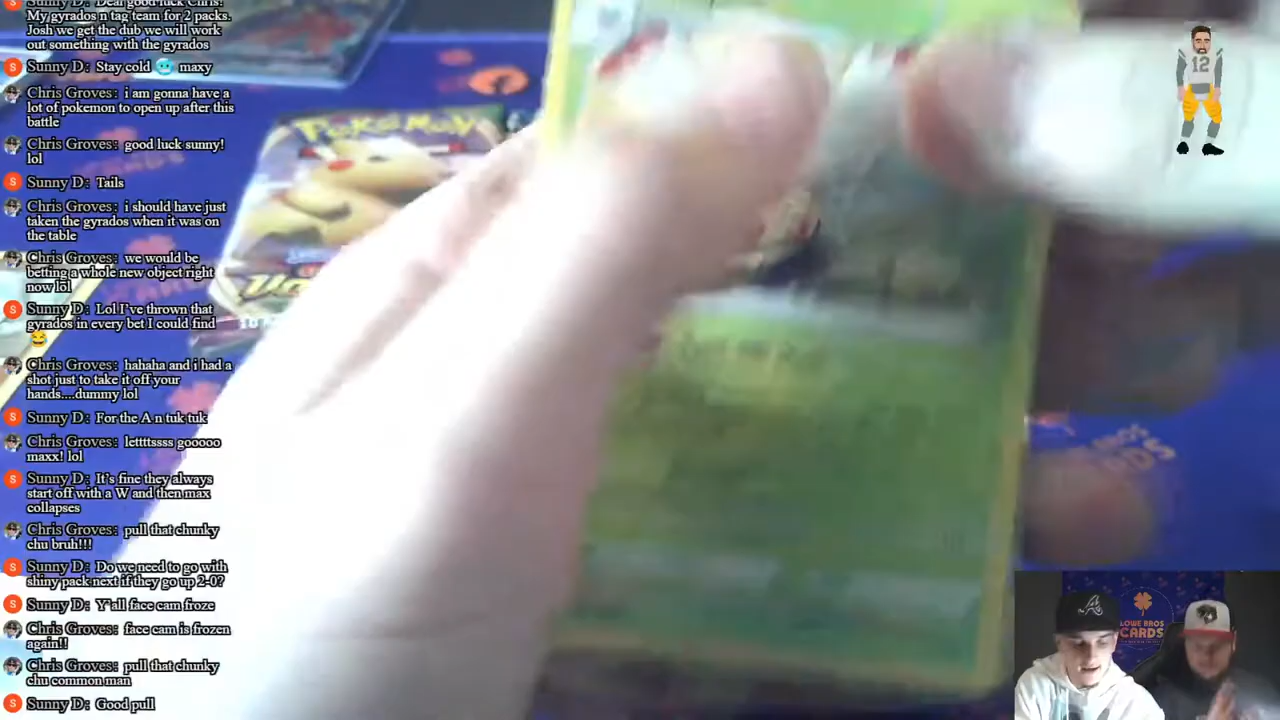 Sunny D: Deal good luck Chris!
My gyrados n tag team for 2 packs.
Josh we get the dub we will work
out something with the gyrados
Sunny D: Stay cold 🥶 maxy
Chris Groves: i am gonna have a
lot of pokemon to open up after this
battle
Chris Groves: good luck sunny!
lol
Sunny D: Tails
Chris Groves: i should have just
taken the gyrados when it was on
the table
Chris Groves: we would be
betting a whole new object right
now lol
Sunny D: Lol I've thrown that
gyrados in every bet I could find
😂
Chris Groves: hahaha and i had a
shot just to take it off your
hands....dummy lol
Sunny D: For the A n tuk tuk
Chris Groves: lettttssss gooooo
maxx! lol
Sunny D: It's fine they always
start off with a W and then max
collapses
Chris Groves: pull that chunky
chu bruh!!!
Sunny D: Do we need to go with
shiny pack next if they go up 2-0?
Sunny D: Y'all face cam froze
Chris Groves: face cam is frozen
again!!
Chris Groves: pull that chunky
chu common man
Sunny D: Good pull
POKéMON
12
LOWE BROS
CARDS